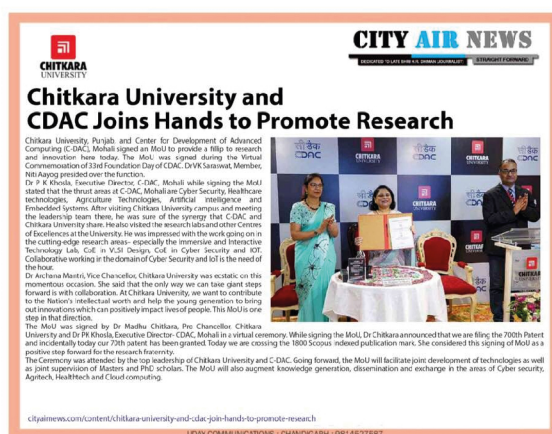 CHITKARA
UNIVERSITY
CITY AIR NEWS
DEDICATED TO LATE SHRI K.R. DHIMAN (JOURNALIST)
STRAIGHT FORWARD
Chitkara University and
CDAC Joins Hands to Promote Research
Chitkara University, Punjab, and Center for Development of Advanced
Computing (C-DAC), Mohali signed an MoU to provide a fillip to research
and innovation here today. The MoU was signed during the Virtual
Commemoration of 33rd Foundation Day of CDAC. Dr VK Saraswat, Member,
Niti Aayog presided over the function.
Dr P K Khosla, Executive Director, C-DAC, Mohali while signing the MoU
stated that the thrust areas at C-DAC, Mohali are Cyber Security, Healthcare
technologies, Agriculture Technologies, Artificial Intelligence and
Embedded Systems. After visiting Chitkara University campus and meeting
the leadership team there, he was sure of the synergy that C-DAC and
Chitkara University share. He also visited the research labs and other Centres
of Excellences at the University. He was impressed with the work going on in
the cutting-edge research areas- especially the Immersive and Interactive
Technology Lab, CoE in VLSI Design, CoE in Cyber Security and IOT.
Collaborative working in the domain of Cyber Security and IoT is the need of
the hour.
Dr Archana Mantri, Vice Chancellor, Chitkara University was ecstatic on this
momentous occasion. She said that the only way we can take giant steps
forward is with collaboration. At Chitkara University, we want to contribute
to the Nation's intellectual worth and help the young generation to bring
out innovations which can positively impact lives of people. This MoU is one
step in that direction.
The MoU was signed by Dr Madhu Chitkara, Pro Chancellor, Chitkara
University and Dr PK Khosla, Executive Director- CDAC, Mohali in a virtual ceremony. While signing the MoU, Dr Chitkara announced that we are filing the 700th Patent
and incidentally today our 70th patent has been granted. Today we are crossing the 1800 Scopus indexed publication mark. She considered this signing of MoU as a
positive step forward for the research fraternity.
The Ceremony was attended by the top leadership of Chitkara University and C-DAC. Going forward, the MoU will facilitate joint development of technologies as well
as joint supervision of Masters and PhD scholars. The MoU will also augment knowledge generation, dissemination and exchange in the areas of Cyber security,
Agritech, Healthtech and Cloud computing.
सी डैक
CDAC
CHITKARA
UNIVERSITY
cityairnews.com/content/chitkara-university-and-cdac-join-hands-to-promote-research
UDAY COMMUNICATIONS : CHANDIGARH :